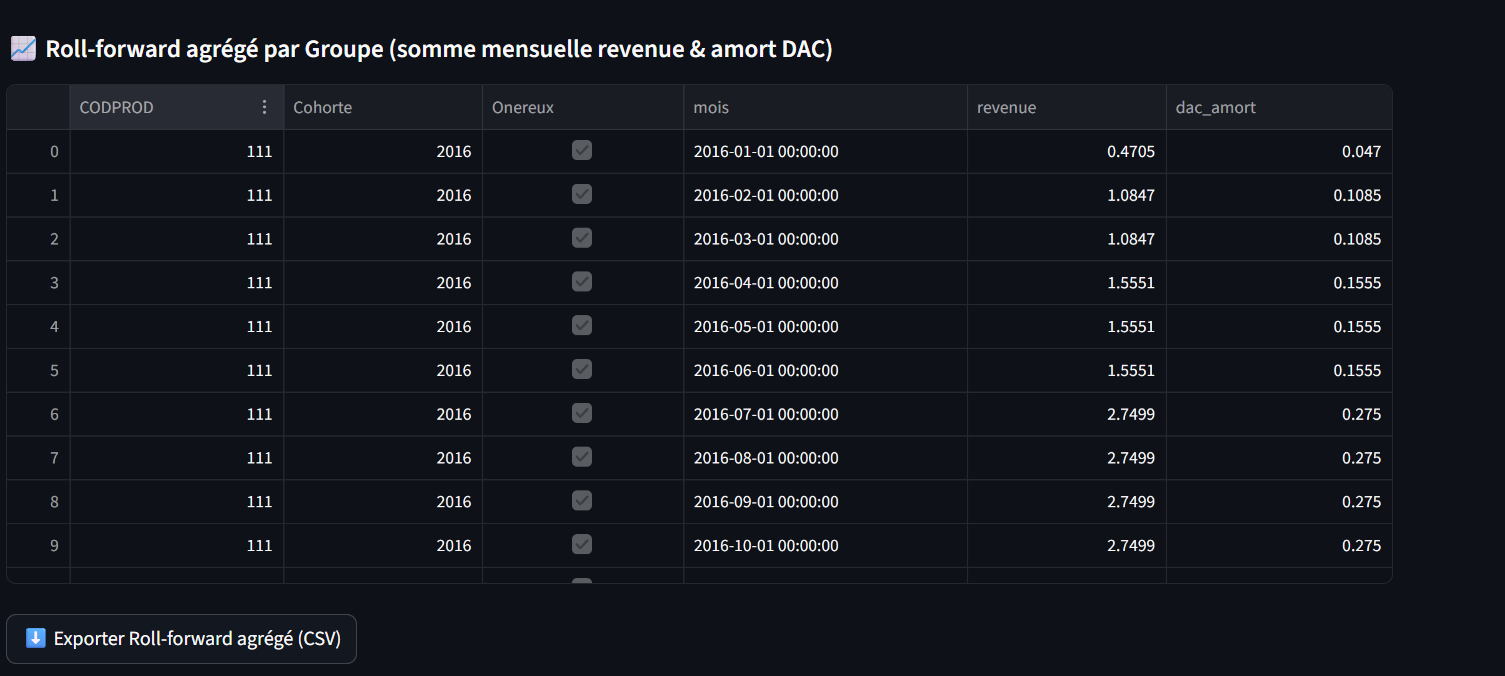 📈 Roll-forward agrégé par Groupe (somme mensuelle revenue & amort DAC)
CODPROD Cohorte Onereux mois revenue dac_amort
0 111 2016 2016-01-01 00:00:00 0.4705 0.047
1 111 2016 2016-02-01 00:00:00 1.0847 0.1085
2 111 2016 2016-03-01 00:00:00 1.0847 0.1085
3 111 2016 2016-04-01 00:00:00 1.5551 0.1555
4 111 2016 2016-05-01 00:00:00 1.5551 0.1555
5 111 2016 2016-06-01 00:00:00 1.5551 0.1555
6 111 2016 2016-07-01 00:00:00 2.7499 0.275
7 111 2016 2016-08-01 00:00:00 2.7499 0.275
8 111 2016 2016-09-01 00:00:00 2.7499 0.275
9 111 2016 2016-10-01 00:00:00 2.7499 0.275
⬇️ Exporter Roll-forward agrégé (CSV)